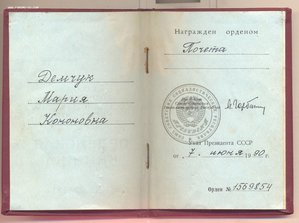 Демчук
Мария
Кононовна
Награжден орденом
Почета
Указ Президента СССР
от 7 июня 1990 г.
Орден № 1569854